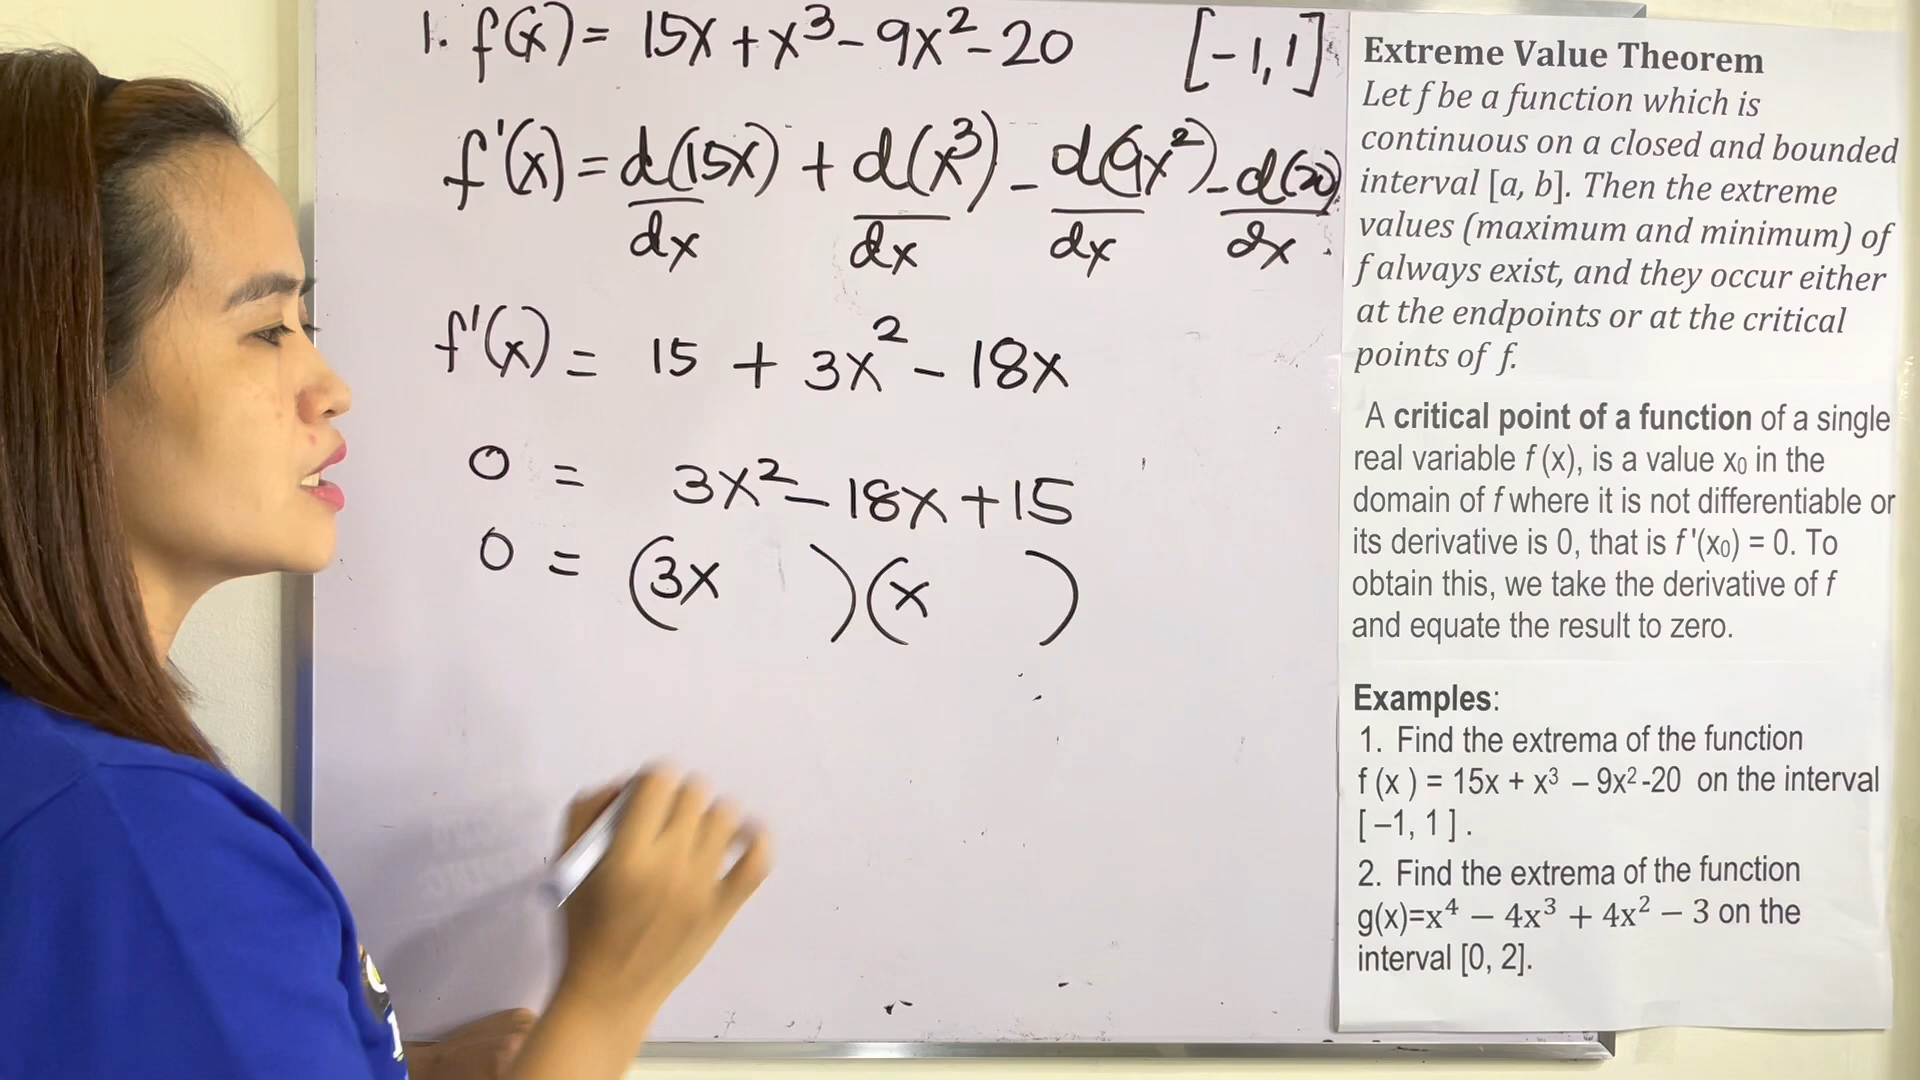 1. f(x) = 15x + x³ - 9x² - 20 [-1, 1]
f'(x) = d(15x)/dx + d(x³)/dx - d(9x²)/dx - d(20)/dx
f'(x) = 15 + 3x² - 18x
0 = 3x² - 18x + 15
0 = (3x )(x )
Extreme Value Theorem
Let f be a function which is
continuous on a closed and bounded
interval [a, b]. Then the extreme
values (maximum and minimum) of
f always exist, and they occur either
at the endpoints or at the critical
points of f.
A critical point of a function of a single
real variable f (x), is a value x₀ in the
domain of f where it is not differentiable or
its derivative is 0, that is f '(x₀) = 0. To
obtain this, we take the derivative of f
and equate the result to zero.
Examples:
1. Find the extrema of the function
f (x ) = 15x + x³ – 9x² -20 on the interval
[ –1, 1 ] .
2. Find the extrema of the function
g(x)=x⁴ − 4x³ + 4x² − 3 on the
interval [0, 2].